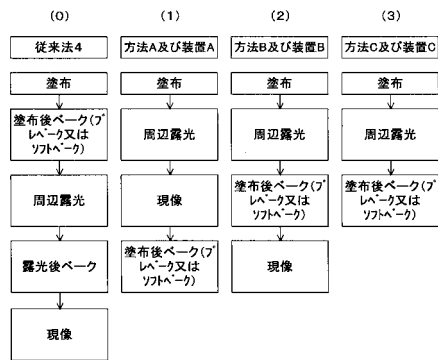 (0)
従来法4
塗布
塗布後ベーク(プ
レベーク又は
ソフトベーク)
周辺露光
露光後ベーク
現像
(1)
方法A及び装置A
塗布
周辺露光
現像
塗布後ベーク(プ
レベーク又は
ソフトベーク)
(2)
方法B及び装置B
塗布
周辺露光
塗布後ベーク(プ
レベーク又は
ソフトベーク)
現像
(3)
方法C及び装置C
塗布
周辺露光
塗布後ベーク(プ
レベーク又は
ソフトベーク)